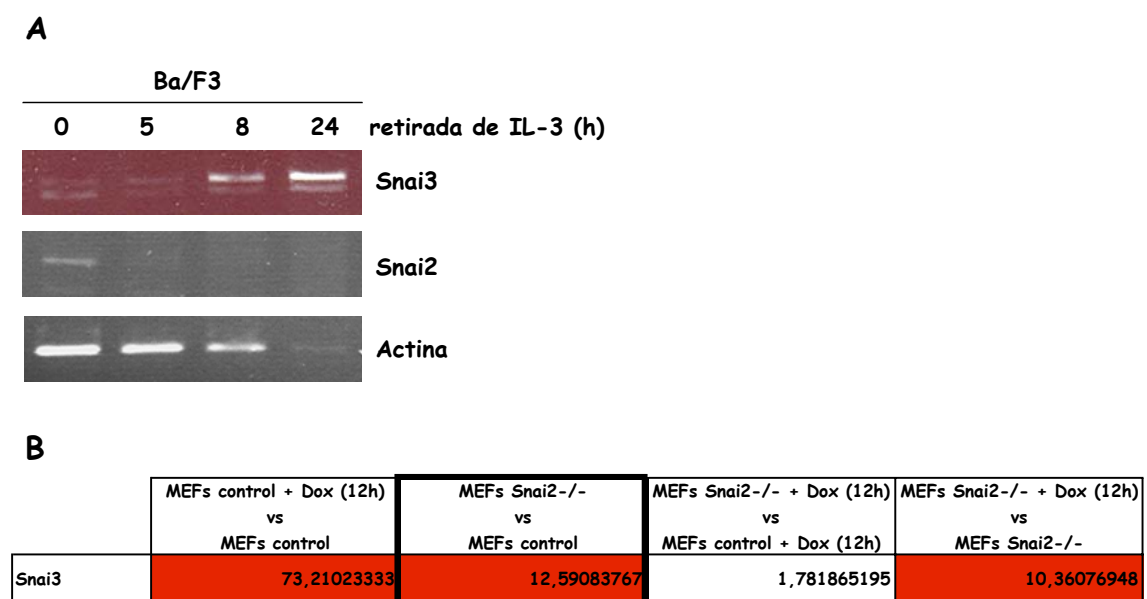 A
Ba/F3
0 5 8 24 retirada de IL-3 (h)
Snai3
Snai2
Actina
B
MEFs control + Dox (12h) vs MEFs control
MEFs Snai2-/- vs MEFs control
MEFs Snai2-/- + Dox (12h) vs MEFs control + Dox (12h)
MEFs Snai2-/- + Dox (12h) vs MEFs Snai2-/-
Snai3 73,21023333 12,59083767 1,781865195 10,36076948